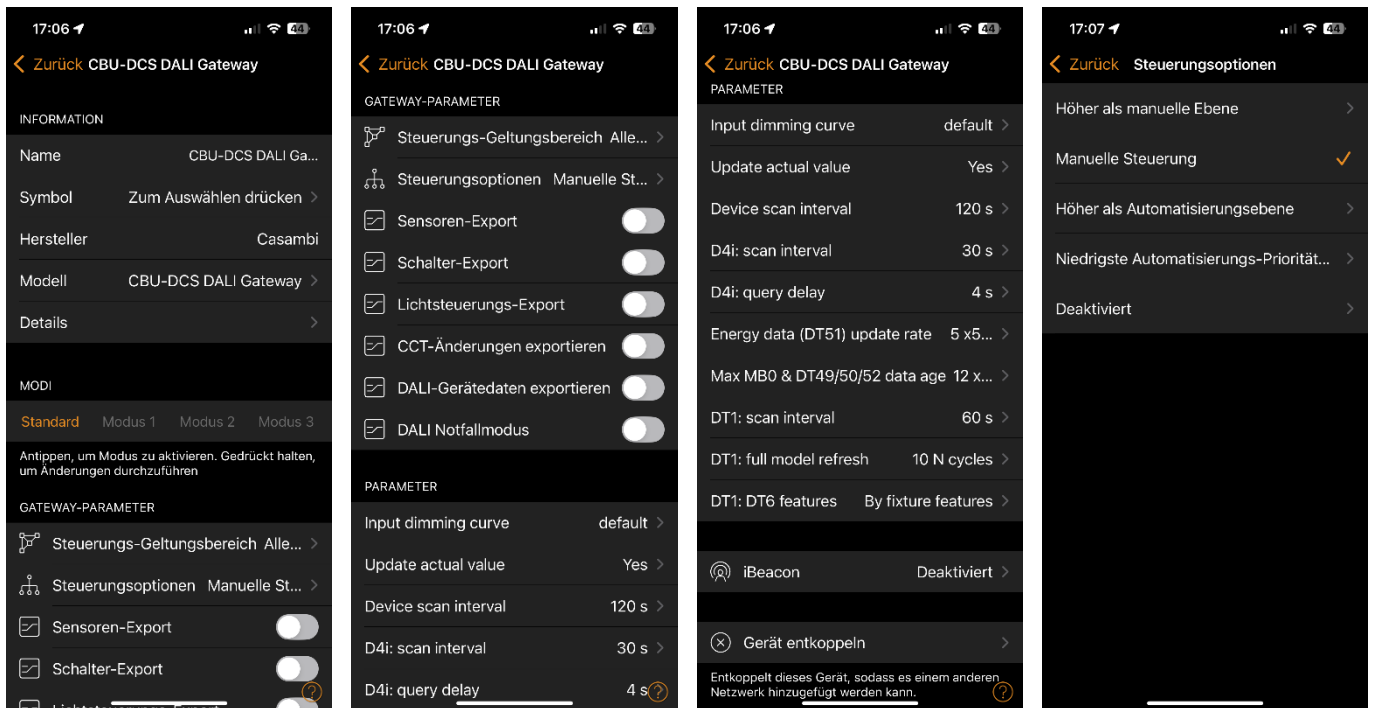 17:06
44
Zurück CBU-DCS DALI Gateway
INFORMATION
Name CBU-DCS DALI Ga...
Symbol Zum Auswählen drücken
Hersteller Casambi
Modell CBU-DCS DALI Gateway
Details
MODI
Standard Modus 1 Modus 2 Modus 3
Antippen, um Modus zu aktivieren. Gedrückt halten,
um Änderungen durchzuführen
GATEWAY-PARAMETER
Steuerungs-Geltungsbereich Alle...
Steuerungsoptionen Manuelle St...
Sensoren-Export
Schalter-Export
Lichtsteuerungs-Export
?
17:06
44
Zurück CBU-DCS DALI Gateway
GATEWAY-PARAMETER
Steuerungs-Geltungsbereich Alle...
Steuerungsoptionen Manuelle St...
Sensoren-Export
Schalter-Export
Lichtsteuerungs-Export
CCT-Änderungen exportieren
DALI-Gerätedaten exportieren
DALI Notfallmodus
PARAMETER
Input dimming curve default
Update actual value Yes
Device scan interval 120 s
D4i: scan interval 30 s
D4i: query delay 4 s
?
17:06
44
Zurück CBU-DCS DALI Gateway
PARAMETER
Input dimming curve default
Update actual value Yes
Device scan interval 120 s
D4i: scan interval 30 s
D4i: query delay 4 s
Energy data (DT51) update rate 5 x5...
Max MB0 & DT49/50/52 data age 12 x...
DT1: scan interval 60 s
DT1: full model refresh 10 N cycles
DT1: DT6 features By fixture features
iBeacon Deaktiviert
Gerät entkoppeln
Entkoppelt dieses Gerät, sodass es einem anderen
Netzwerk hinzugefügt werden kann.
?
17:07
44
Zurück Steuerungsoptionen
Höher als manuelle Ebene
Manuelle Steuerung
Höher als Automatisierungsebene
Niedrigste Automatisierungs-Priorität...
Deaktiviert